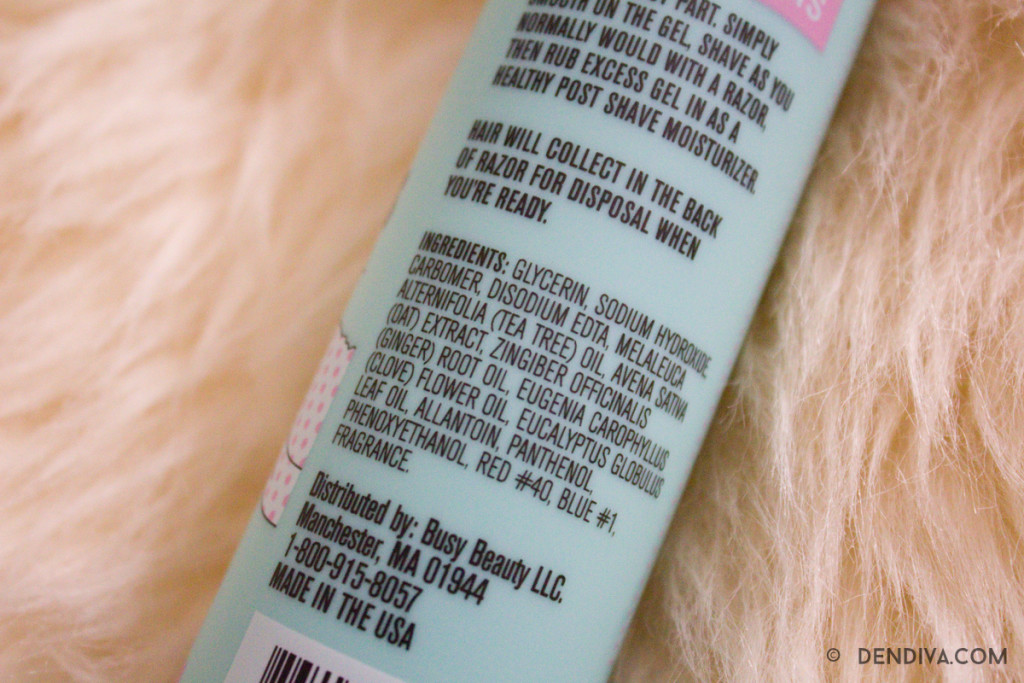 PART. SIMPLY
SMOOTH ON THE GEL, SHAVE AS YOU
NORMALLY WOULD WITH A RAZOR,
THEN RUB EXCESS GEL IN AS A
HEALTHY POST SHAVE MOISTURIZER.
HAIR WILL COLLECT IN THE BACK
OF RAZOR FOR DISPOSAL WHEN
YOU'RE READY.
INGREDIENTS: GLYCERIN, SODIUM HYDROXIDE,
CARBOMER, DISODIUM EDTA, MELALEUCA
ALTERNIFOLIA (TEA TREE) OIL, AVENA SATIVA
(OAT) EXTRACT, ZINGIBER OFFICINALIS
(GINGER) ROOT OIL, EUGENIA CAROPHYLLUS
(CLOVE) FLOWER OIL, EUCALYPTUS GLOBULUS
LEAF OIL, ALLANTOIN, PANTHENOL,
PHENOXYETHANOL, RED #40, BLUE #1,
FRAGRANCE.
Distributed by: Busy Beauty LLC.
Manchester, MA 01944
1-800-915-8057
MADE IN THE USA
© DENDIVA.COM